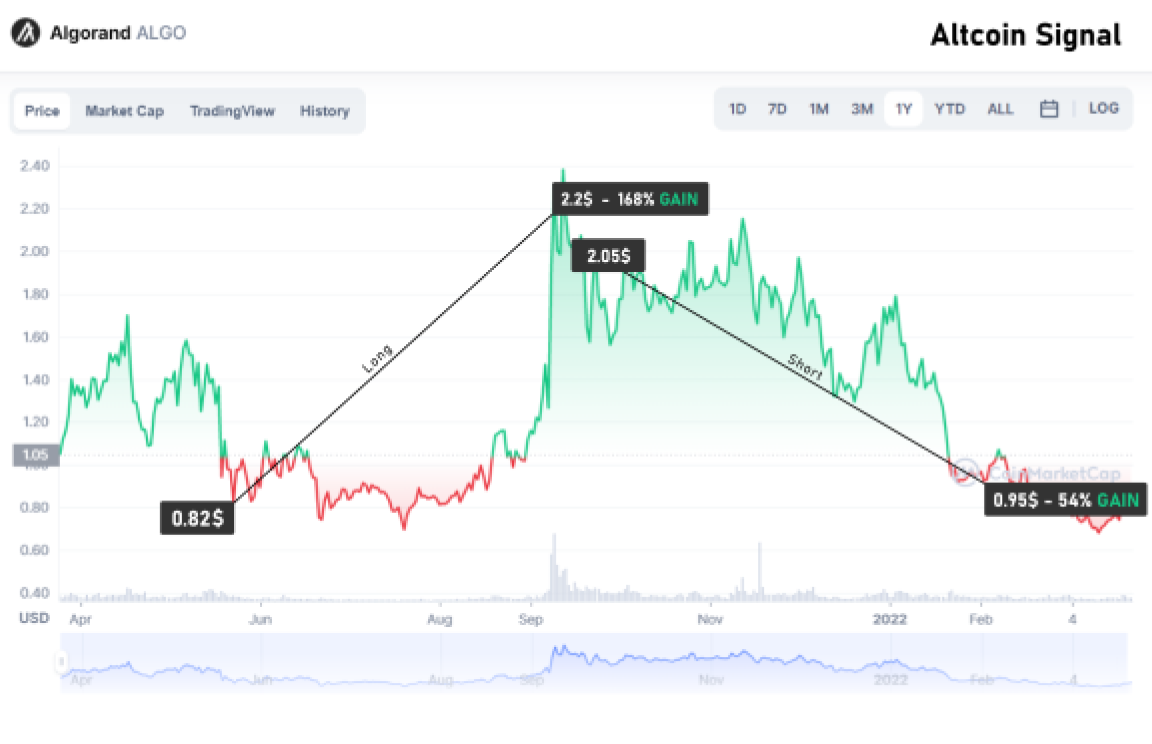 Algorand ALGO
Altcoin Signal
Price Market Cap TradingView History
1D 7D 1M 3M 1Y YTD ALL LOG
2.40
2.20
2.00
1.80
1.60
1.40
1.20
1.05
0.80
0.60
0.40
2.2$ - 168% GAIN
2.05$
Long
Short
0.82$
CoinMarketCap
0.95$ - 54% GAIN
USD Apr Jun Aug Sep Nov 2022 Feb 4
Apr Jun Aug Sep Nov 2022 Feb 4